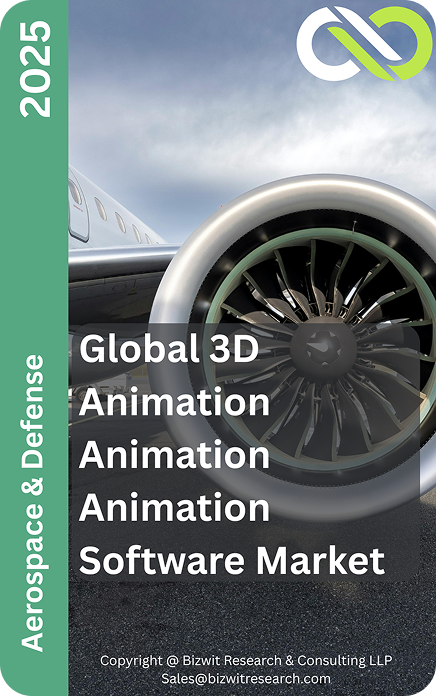 2025
Aerospace & Defense
Global 3D
Animation
Animation
Animation
Software Market
Copyright @ Bizwit Research & Consulting LLP
Sales@bizwitresearch.com